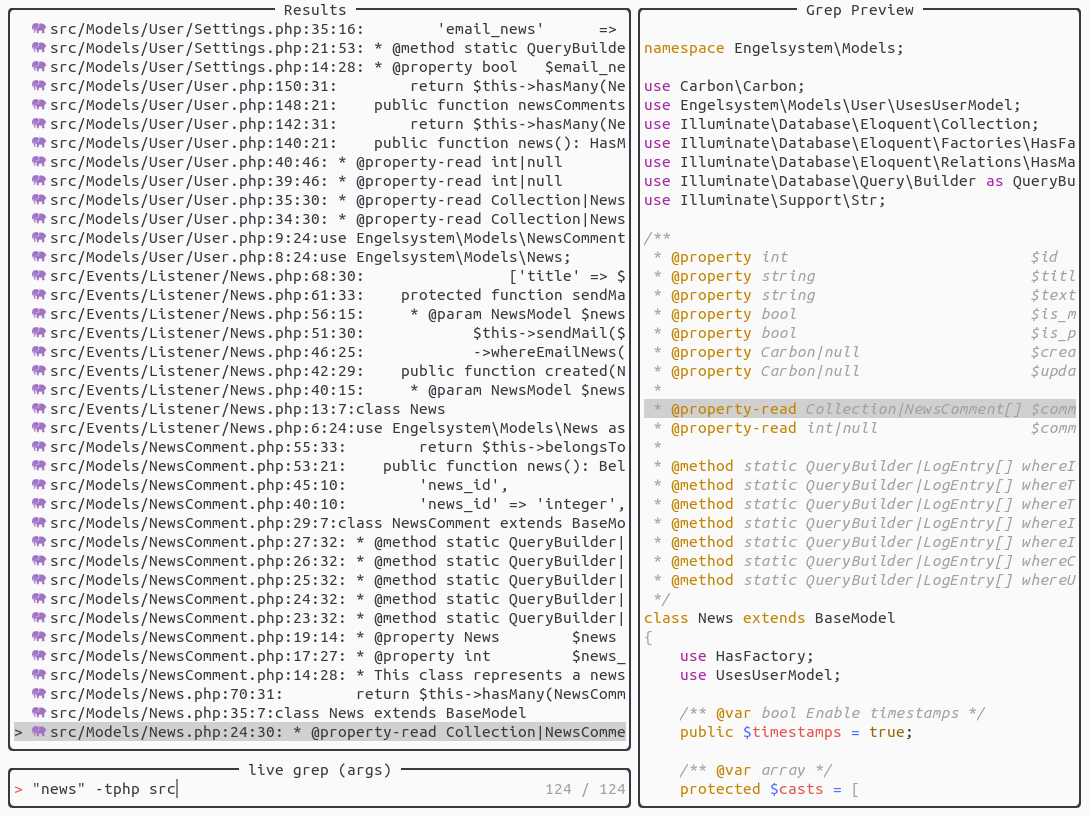 Results
src/Models/User/Settings.php:35:16:        'email_news'      =>
src/Models/User/Settings.php:21:53: * @method static QueryBuilde
src/Models/User/Settings.php:14:28: * @property bool   $email_ne
src/Models/User/User.php:150:31:        return $this->hasMany(Ne
src/Models/User/User.php:148:21:    public function newsComments
src/Models/User/User.php:142:31:        return $this->hasMany(Ne
src/Models/User/User.php:140:21:    public function news(): HasM
src/Models/User/User.php:40:46: * @property-read int|null
src/Models/User/User.php:39:46: * @property-read int|null
src/Models/User/User.php:35:30: * @property-read Collection|News
src/Models/User/User.php:34:30: * @property-read Collection|News
src/Models/User/User.php:9:24:use Engelsystem\Models\NewsComment
src/Models/User/User.php:8:24:use Engelsystem\Models\News;
src/Events/Listener/News.php:68:30:                ['title' => $
src/Events/Listener/News.php:61:33:    protected function sendMa
src/Events/Listener/News.php:56:15:     * @param NewsModel $news
src/Events/Listener/News.php:51:30:            $this->sendMail($
src/Events/Listener/News.php:46:25:            ->whereEmailNews(
src/Events/Listener/News.php:42:29:    public function created(N
src/Events/Listener/News.php:40:15:     * @param NewsModel $news
src/Events/Listener/News.php:13:7:class News
src/Events/Listener/News.php:6:24:use Engelsystem\Models\News as
src/Models/NewsComment.php:55:33:        return $this->belongsTo
src/Models/NewsComment.php:53:21:    public function news(): Bel
src/Models/NewsComment.php:45:10:        'news_id',
src/Models/NewsComment.php:40:10:        'news_id' => 'integer',
src/Models/NewsComment.php:29:7:class NewsComment extends BaseMo
src/Models/NewsComment.php:27:32: * @method static QueryBuilder|
src/Models/NewsComment.php:26:32: * @method static QueryBuilder|
src/Models/NewsComment.php:25:32: * @method static QueryBuilder|
src/Models/NewsComment.php:24:32: * @method static QueryBuilder|
src/Models/NewsComment.php:23:32: * @method static QueryBuilder|
src/Models/NewsComment.php:19:14: * @property News        $news
src/Models/NewsComment.php:17:27: * @property int         $news_
src/Models/NewsComment.php:14:28: * This class represents a news
src/Models/News.php:70:31:        return $this->hasMany(NewsComm
src/Models/News.php:35:7:class News extends BaseModel
> src/Models/News.php:24:30: * @property-read Collection|NewsComme
live grep (args)
> "news" -tphp src 124 / 124
Grep Preview
namespace Engelsystem\Models;
use Carbon\Carbon;
use Engelsystem\Models\User\UsesUserModel;
use Illuminate\Database\Eloquent\Collection;
use Illuminate\Database\Eloquent\Factories\HasFa
use Illuminate\Database\Eloquent\Relations\HasMa
use Illuminate\Database\Query\Builder as QueryBu
use Illuminate\Support\Str;
/**
 * @property int                           $id
 * @property string                        $titl
 * @property string                        $text
 * @property bool                          $is_m
 * @property bool                          $is_p
 * @property Carbon|null                   $crea
 * @property Carbon|null                   $upda
 *
 * @property-read Collection|NewsComment[] $comm
 * @property-read int|null                 $comm
 *
 * @method static QueryBuilder|LogEntry[] whereI
 * @method static QueryBuilder|LogEntry[] whereT
 * @method static QueryBuilder|LogEntry[] whereT
 * @method static QueryBuilder|LogEntry[] whereI
 * @method static QueryBuilder|LogEntry[] whereI
 * @method static QueryBuilder|LogEntry[] whereC
 * @method static QueryBuilder|LogEntry[] whereU
 */
class News extends BaseModel
{
    use HasFactory;
    use UsesUserModel;
    /** @var bool Enable timestamps */
    public $timestamps = true;
    /** @var array */
    protected $casts = [